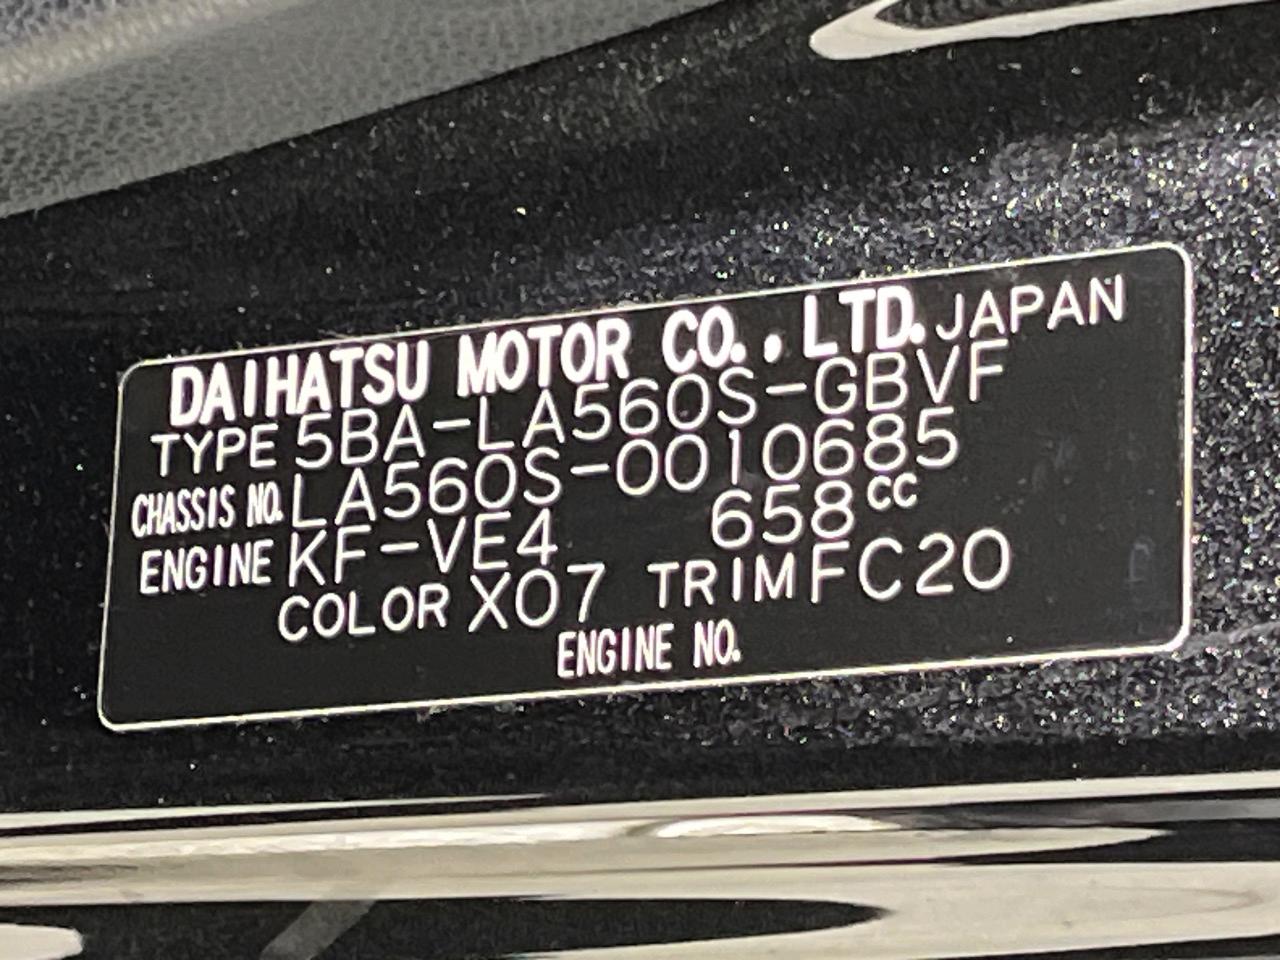 DAIHATSU MOTOR CO., LTD. JAPAN
TYPE 5BA-LA560S-GBVF
CHASSIS NO. LA560S-0010685
ENGINE KF-VE4 658cc
COLOR X07 TRIM FC20
ENGINE NO.